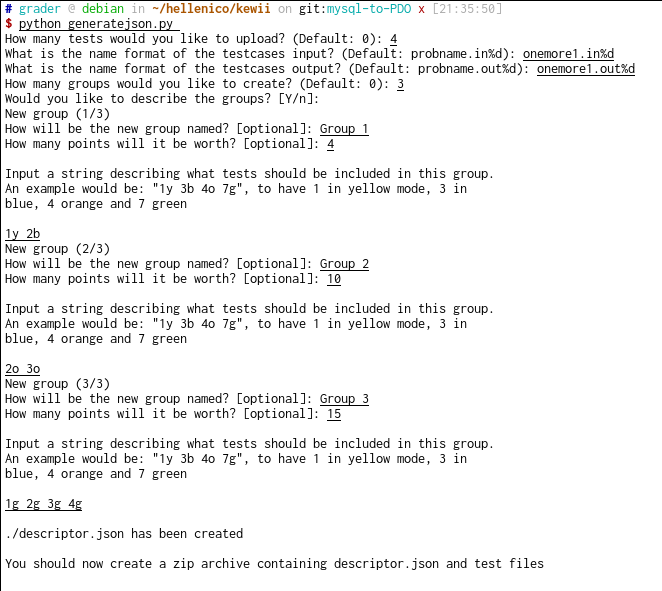 # grader @ debian in ~/hellenico/kewii on git:mysql-to-PDO x [21:35:50]
$ python generatejson.py
How many tests would you like to upload? (Default: 0): 4
What is the name format of the testcases input? (Default: probname.in%d): onemore1.in%d
What is the name format of the testcases output? (Default: probname.out%d): onemore1.out%d
How many groups would you like to create? (Default: 0): 3
Would you like to describe the groups? [Y/n]:
New group (1/3)
How will be the new group named? [optional]: Group 1
How many points will it be worth? [optional]: 4
Input a string describing what tests should be included in this group.
An example would be: "1y 3b 4o 7g", to have 1 in yellow mode, 3 in
blue, 4 orange and 7 green
1y 2b
New group (2/3)
How will be the new group named? [optional]: Group 2
How many points will it be worth? [optional]: 10
Input a string describing what tests should be included in this group.
An example would be: "1y 3b 4o 7g", to have 1 in yellow mode, 3 in
blue, 4 orange and 7 green
2o 3o
New group (3/3)
How will be the new group named? [optional]: Group 3
How many points will it be worth? [optional]: 15
Input a string describing what tests should be included in this group.
An example would be: "1y 3b 4o 7g", to have 1 in yellow mode, 3 in
blue, 4 orange and 7 green
1g 2g 3g 4g
./descriptor.json has been created
You should now create a zip archive containing descriptor.json and test files